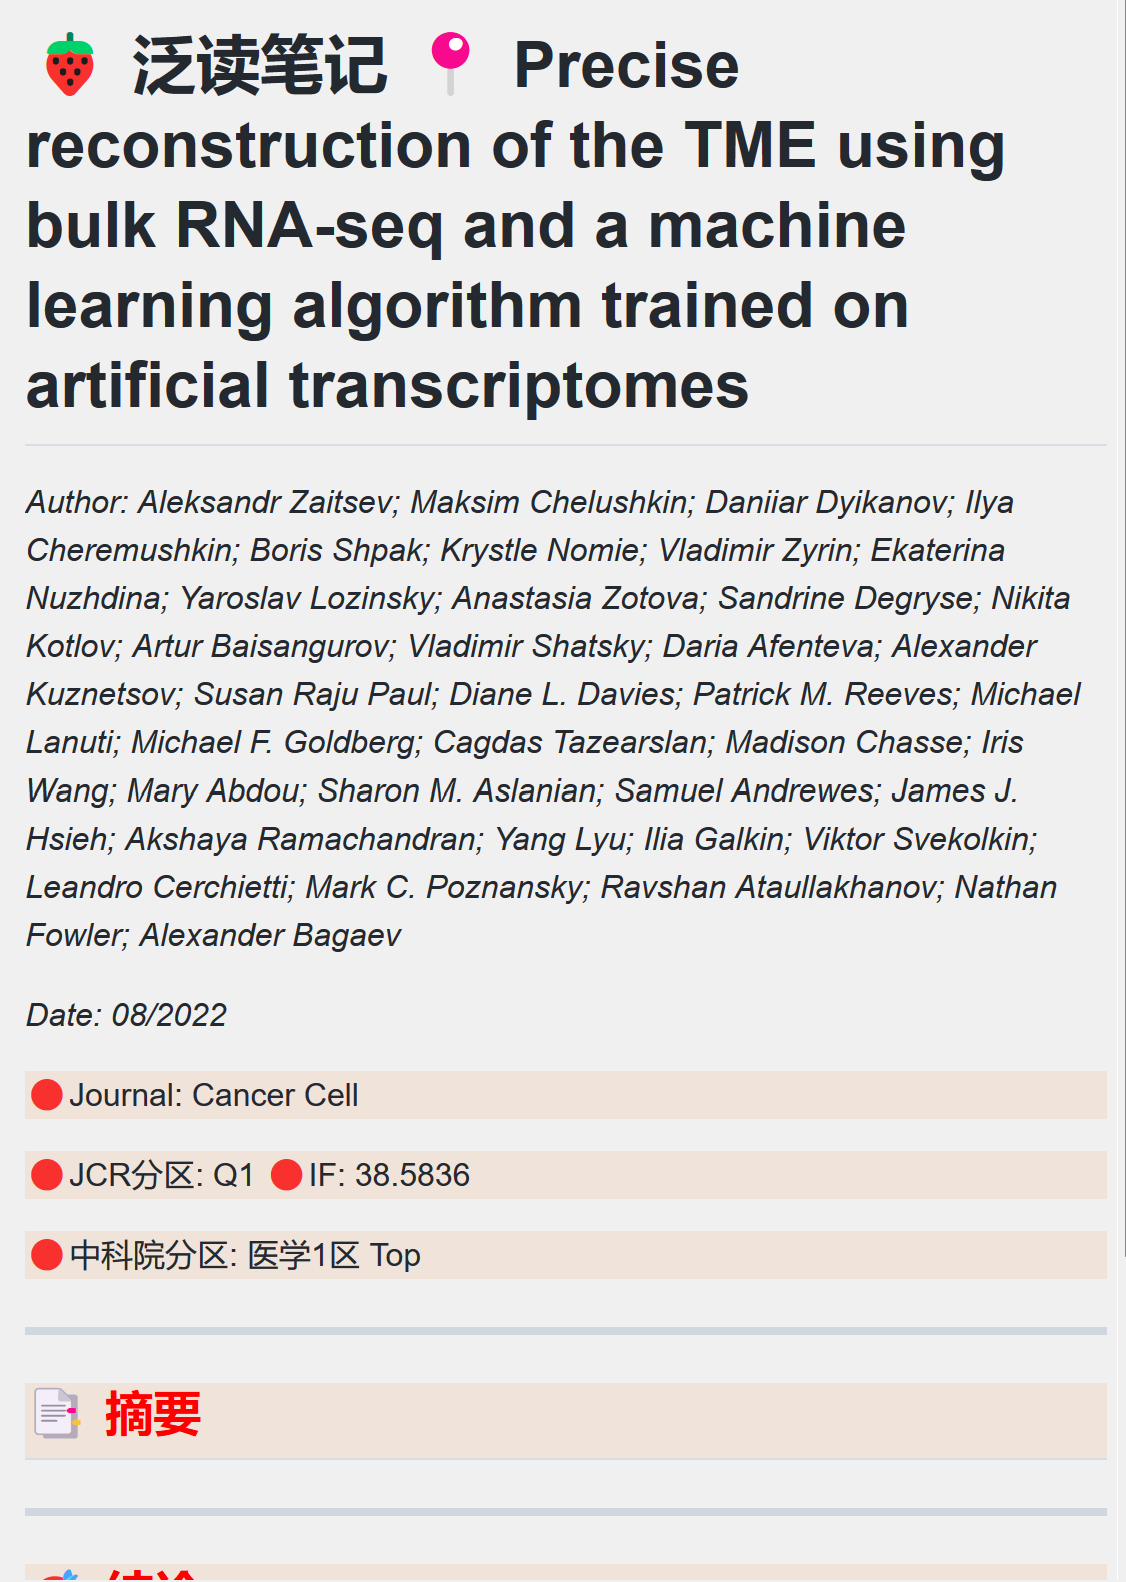 泛读笔记 Precise
reconstruction of the TME using
bulk RNA-seq and a machine
learning algorithm trained on
artificial transcriptomes
Author: Aleksandr Zaitsev; Maksim Chelushkin; Daniiar Dyikanov; Ilya
Cheremushkin; Boris Shpak; Krystle Nomie; Vladimir Zyrin; Ekaterina
Nuzhdina; Yaroslav Lozinsky; Anastasia Zotova; Sandrine Degryse; Nikita
Kotlov; Artur Baisangurov; Vladimir Shatsky; Daria Afenteva; Alexander
Kuznetsov; Susan Raju Paul; Diane L. Davies; Patrick M. Reeves; Michael
Lanuti; Michael F. Goldberg; Cagdas Tazearslan; Madison Chasse; Iris
Wang; Mary Abdou; Sharon M. Aslanian; Samuel Andrewes; James J.
Hsieh; Akshaya Ramachandran; Yang Lyu; Ilia Galkin; Viktor Svekolkin;
Leandro Cerchietti; Mark C. Poznansky; Ravshan Ataullakhanov; Nathan
Fowler; Alexander Bagaev
Date: 08/2022
Journal: Cancer Cell
JCR分区: Q1 IF: 38.5836
中科院分区: 医学1区 Top
摘要